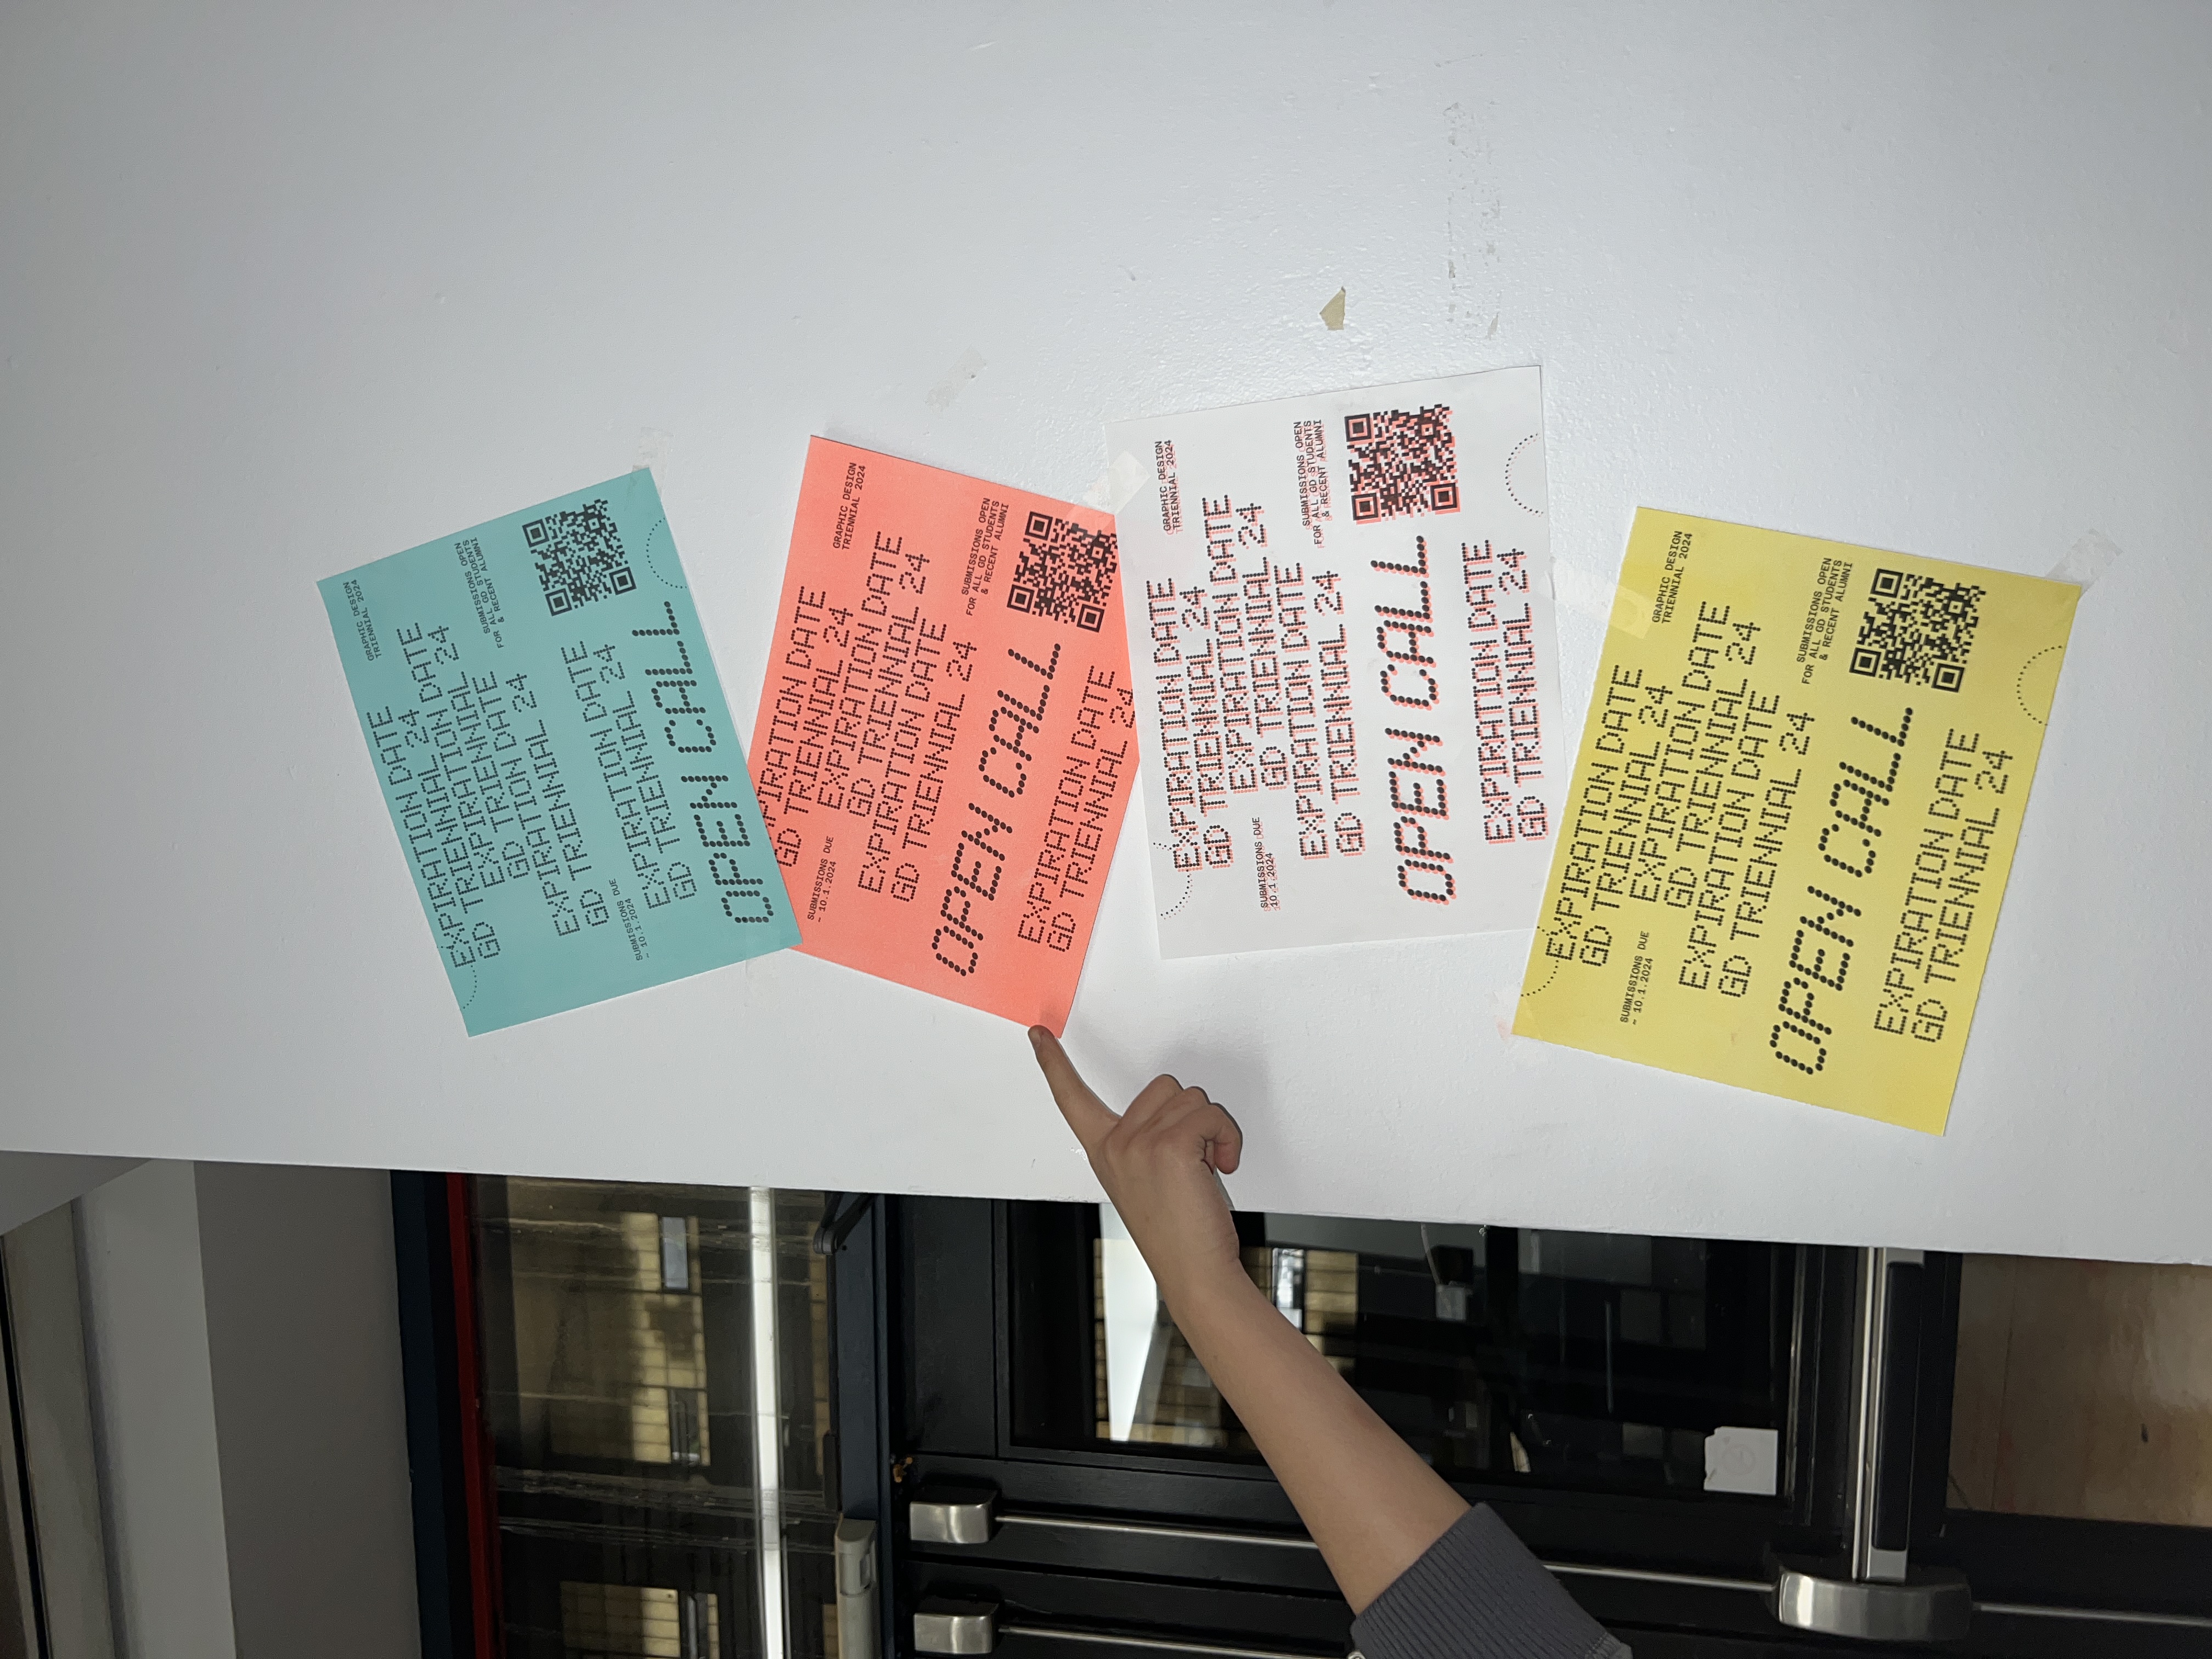 GRAPHIC DESIGN
TRIENNIAL 2024
EXPIRATION DATE
GD TRIENNIAL 24
EXPIRATION DATE
GD TRIENNIAL 24
EXPIRATION DATE
GD TRIENNIAL 24
SUBMISSIONS OPEN
FOR ALL GD STUDENTS
& RECENT ALUMNI
SUBMISSIONS DUE
~ 10.1.2024
EXPIRATION DATE
GD TRIENNIAL 24
OPEN CALL
EXPIRATION DATE
GD TRIENNIAL 24
SUBMISSIONS DUE
~ 10.1.2024
GRAPHIC DESIGN
TRIENNIAL 2024
EXPIRATION DATE
GD TRIENNIAL 24
EXPIRATION DATE
GD TRIENNIAL 24
SUBMISSIONS OPEN
FOR ALL GD STUDENTS
& RECENT ALUMNI
OPEN CALL
EXPIRATION DATE
GD TRIENNIAL 24
EXPIRATION DATE
GD TRIENNIAL 24
GRAPHIC DESIGN
TRIENNIAL 2024
SUBMISSIONS DUE
10.1.2024
EXPIRATION DATE
GD TRIENNIAL 24
EXPIRATION DATE
GD TRIENNIAL 24
SUBMISSIONS OPEN
FOR ALL GD STUDENTS
& RECENT ALUMNI
OPEN CALL
EXPIRATION DATE
GD TRIENNIAL 24
EXPIRATION DATE
GD TRIENNIAL 24
SUBMISSIONS DUE
~ 10.1.2024
EXPIRATION DATE
GD TRIENNIAL 24
GRAPHIC DESIGN
TRIENNIAL 2024
EXPIRATION DATE
GD TRIENNIAL 24
SUBMISSIONS OPEN
FOR ALL GD STUDENTS
& RECENT ALUMNI
OPEN CALL
EXPIRATION DATE
GD TRIENNIAL 24